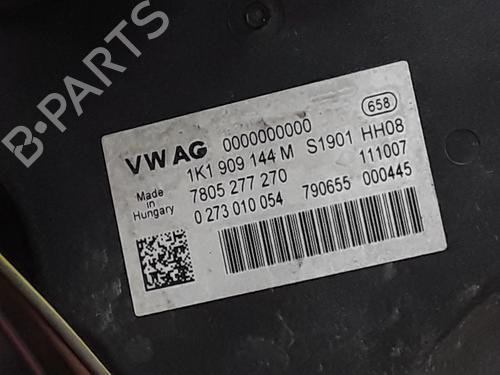 B-PARTS
658
VW AG 0000000000
1K1 909 144 M S1901 HH08
Made in Hungary
7805 277 270 111007
0 273 010 054 790655 000445